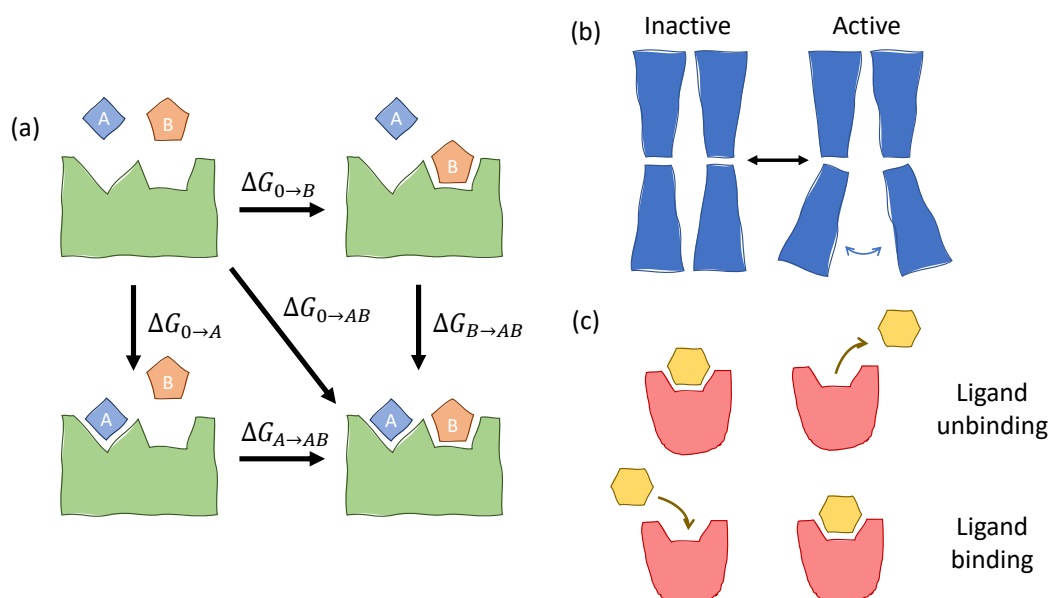 (a)
A
B
A
B
ΔG0→B
ΔG0→A
ΔG0→AB
ΔGB→AB
B
A
ΔGA→AB
A
B
(b)
Inactive
Active
(c)
Ligand
unbinding
Ligand
binding